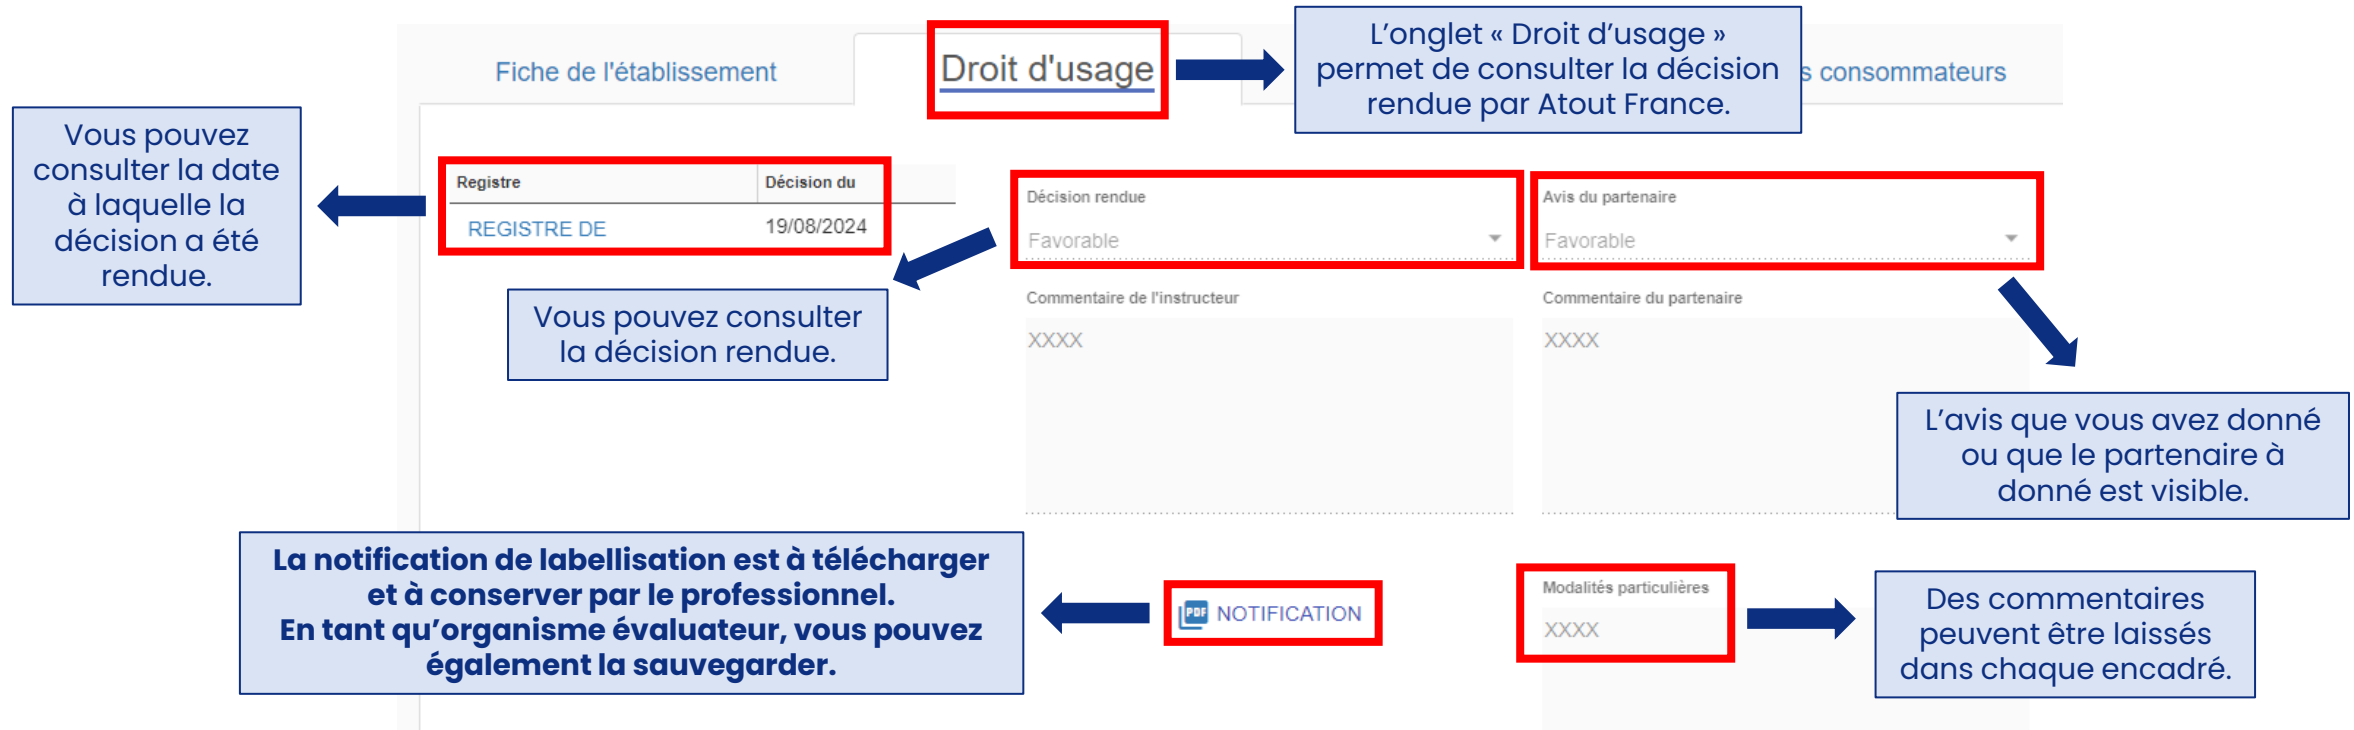 Fiche de l'établissement
Droit d'usage
L’onglet « Droit d’usage »
permet de consulter la décision
rendue par Atout France.
s consommateurs
Vous pouvez
consulter la date
à laquelle la
décision a été
rendue.
Registre
Décision du
REGISTRE DE
19/08/2024
Décision rendue
Favorable
Avis du partenaire
Favorable
Vous pouvez consulter
la décision rendue.
Commentaire de l'instructeur
XXXX
Commentaire du partenaire
XXXX
L’avis que vous avez donné
ou que le partenaire à
donné est visible.
La notification de labellisation est à télécharger
et à conserver par le professionnel.
En tant qu’organisme évaluateur, vous pouvez
également la sauvegarder.
PDF NOTIFICATION
Modalités particulières
XXXX
Des commentaires
peuvent être laissés
dans chaque encadré.